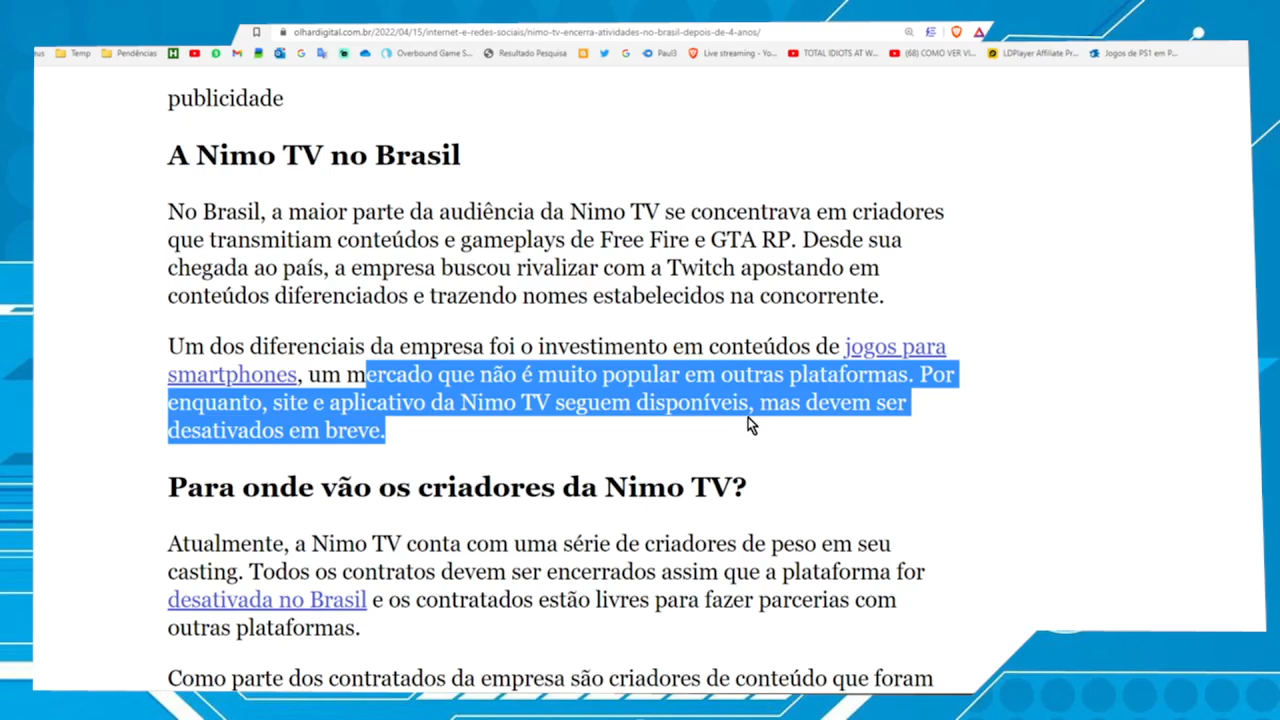 olhardigital.com.br/2022/04/15/internet-e-redes-sociais/nimo-tv-encerra-atividades-no-brasil-depois-de-4-anos/
us Temp Pendências Overbound Game S... Resultado Pesquisa Paul3 Live streaming - Yo... TOTAL IDIOTS AT W... (68) COMO VER VI... LDPlayer Affiliate Pr... Jogos de PS1 em P...
publicidade
A Nimo TV no Brasil
No Brasil, a maior parte da audiência da Nimo TV se concentrava em criadores
que transmitiam conteúdos e gameplays de Free Fire e GTA RP. Desde sua
chegada ao país, a empresa buscou rivalizar com a Twitch apostando em
conteúdos diferenciados e trazendo nomes estabelecidos na concorrente.
Um dos diferenciais da empresa foi o investimento em conteúdos de jogos para
smartphones, um mercado que não é muito popular em outras plataformas. Por
enquanto, site e aplicativo da Nimo TV seguem disponíveis, mas devem ser
desativados em breve.
Para onde vão os criadores da Nimo TV?
Atualmente, a Nimo TV conta com uma série de criadores de peso em seu
casting. Todos os contratos devem ser encerrados assim que a plataforma for
desativada no Brasil e os contratados estão livres para fazer parcerias com
outras plataformas.
Como parte dos contratados da empresa são criadores de conteúdo que foram